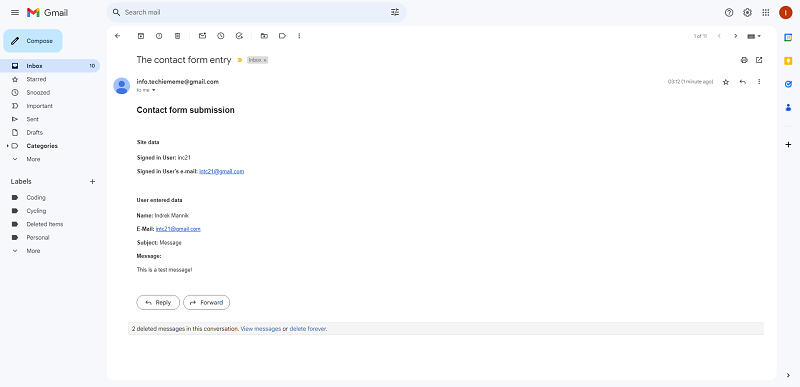 Gmail
Search mail
I
Compose
1 of 11
Inbox 10
Starred
Snoozed
Important
Sent
Drafts
Categories
More
Labels
Coding
Cycling
Deleted Items
Personal
More
The contact form entry Inbox x
info.techiememe@gmail.com 03:12 (1 minute ago)
to me
Contact form submission
Site data
Signed in User: inc21
Signed in User's e-mail: intc21@gmail.com
User entered data
Name: Indrek Mannik
E-Mail: intc21@gmail.com
Subject: Message
Message:
This is a test message!
Reply Forward
2 deleted messages in this conversation. View messages or delete forever.